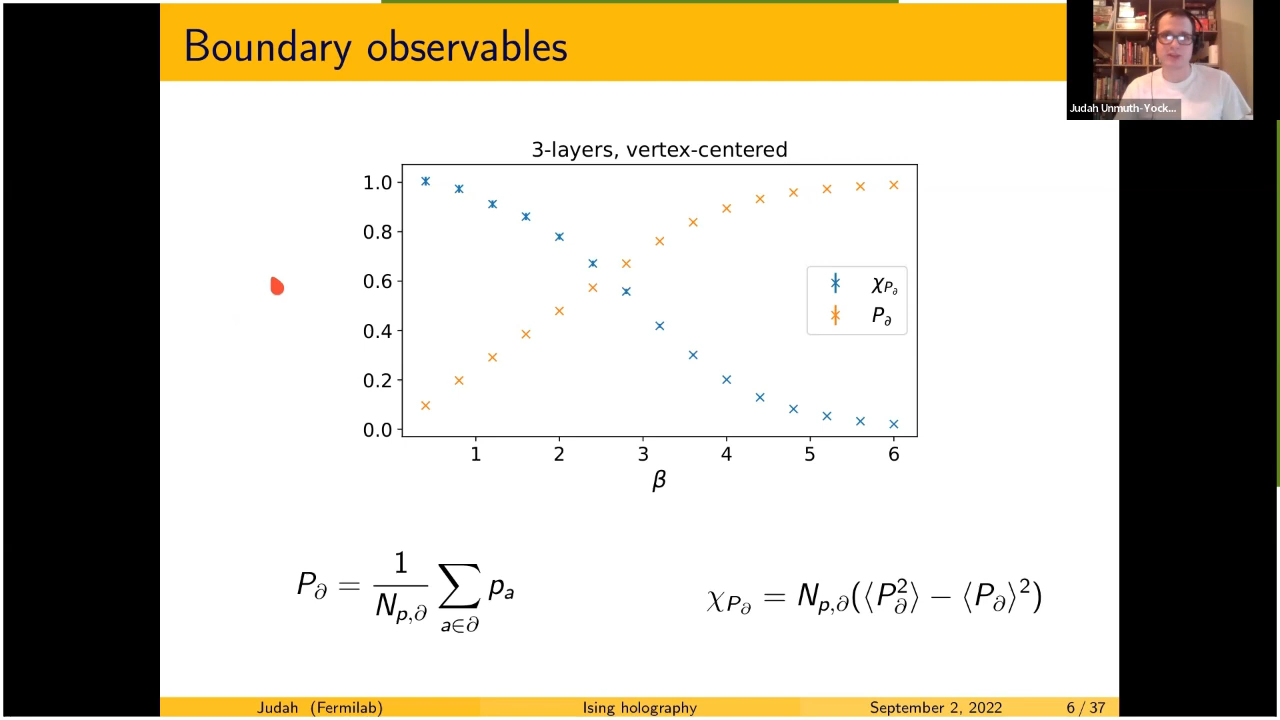 Boundary observables
Judah Unmuth-Yock...
3-layers, vertex-centered
1.0
0.8
0.6
0.4
0.2
0.0
1 2 3 4 5 6
β
χ_{P_∂}
P_∂
P_∂ = \frac{1}{N_{p,∂}} \sum_{a∈∂} p_a
χ_{P_∂} = N_{p,∂}(⟨P_∂^2⟩ − ⟨P_∂⟩^2)
Judah (Fermilab) Ising holography September 2, 2022 6 / 37